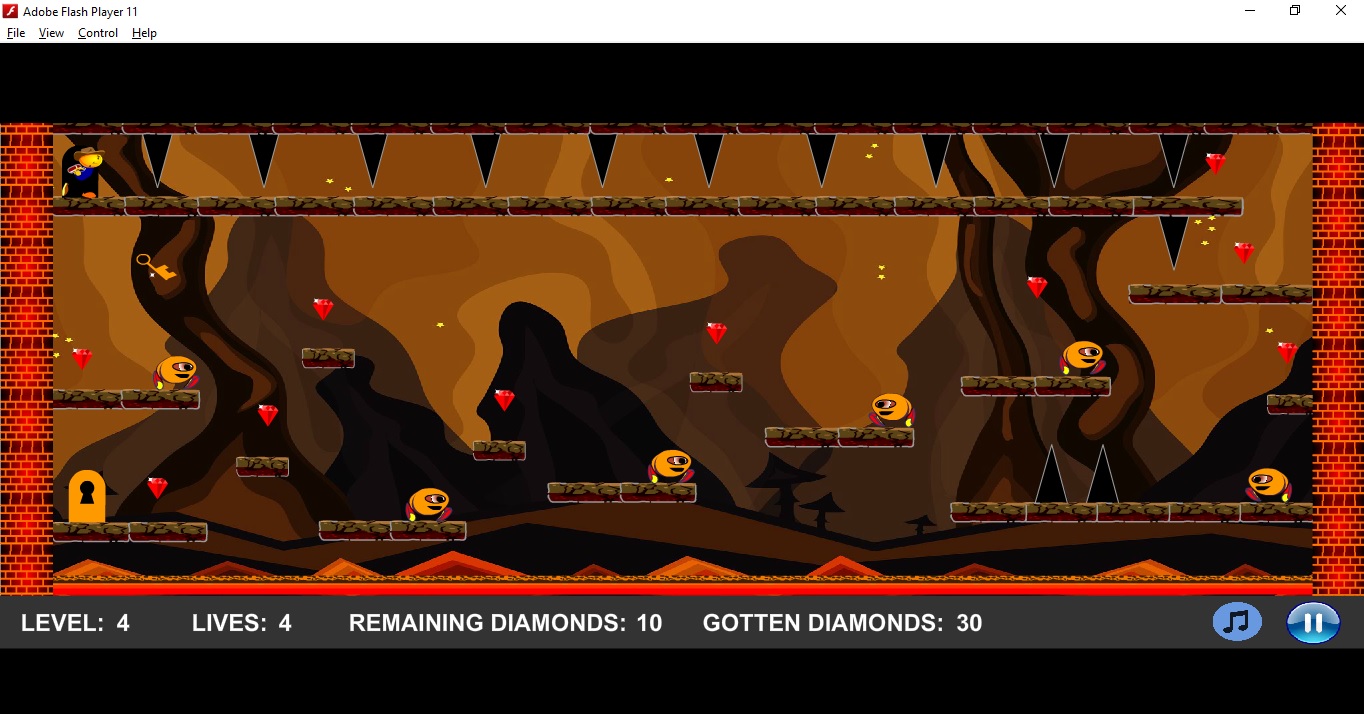 Adobe Flash Player 11
File View Control Help
LEVEL: 4 LIVES: 4 REMAINING DIAMONDS: 10 GOTTEN DIAMONDS: 30